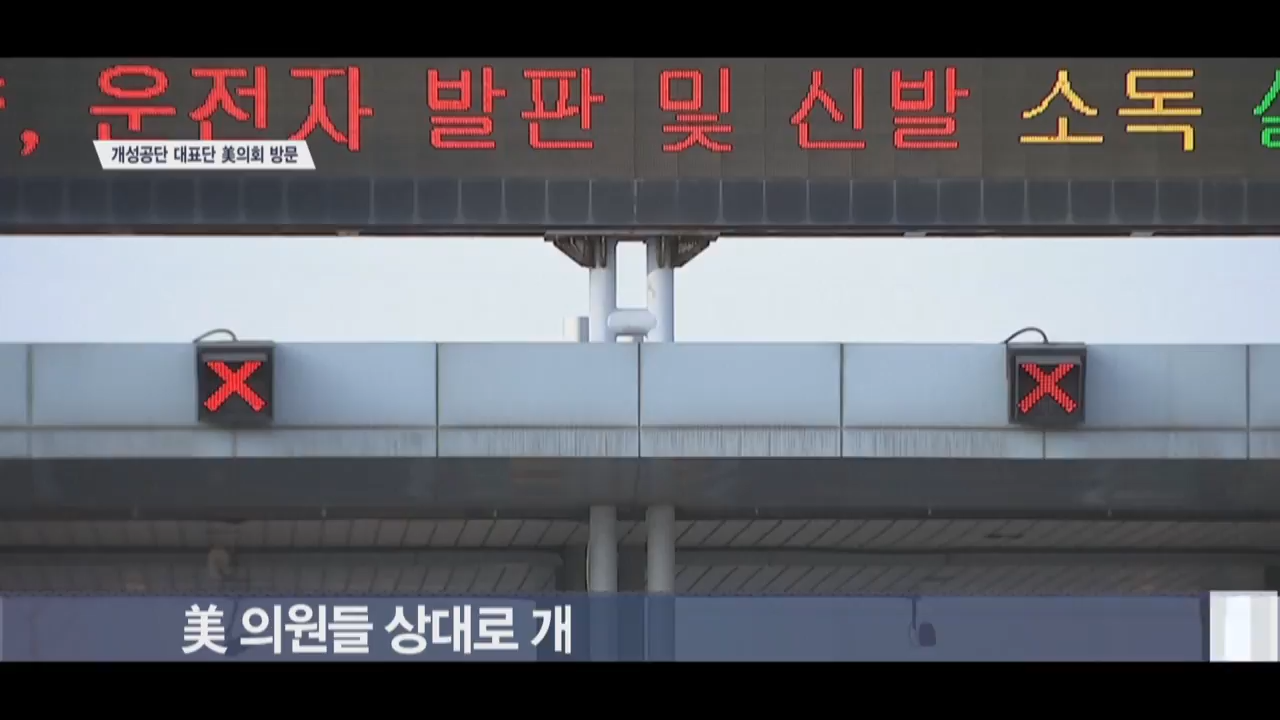 , 운전자 발판 및 신발 소독
개성공단 대표단 美의회 방문
X X
美 의원들 상대로 개